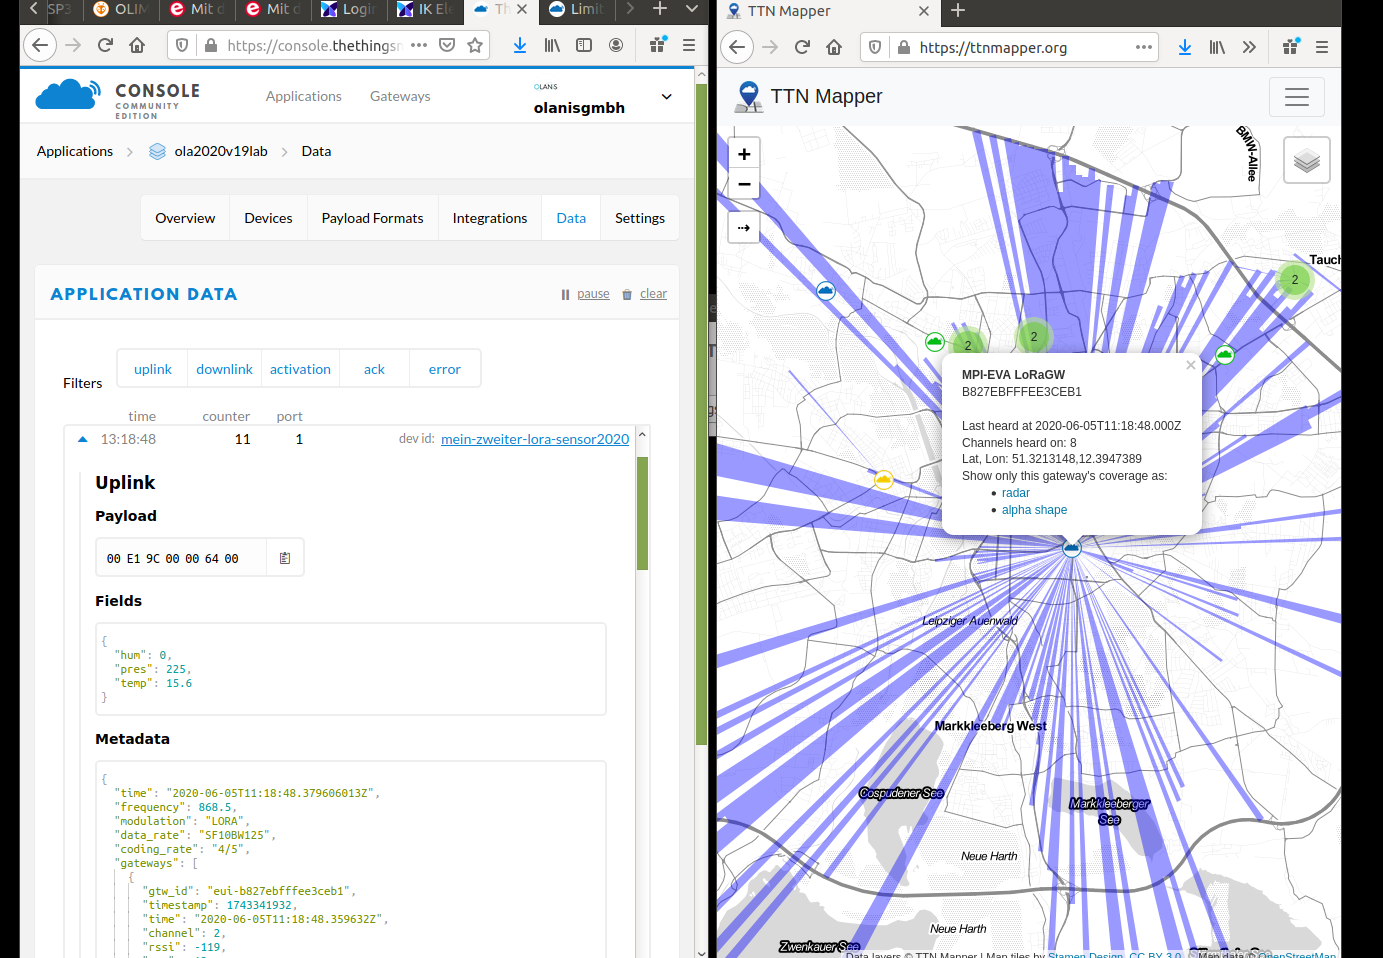 SP3
OLIM
Mit d
Mit d
Login
IK Ele
Th
Limit
https://console.thethingsn
CONSOLE
COMMUNITY
EDITION
Applications
Gateways
OLANIS
olanisgmbh
Applications
ola2020v19lab
Data
Overview
Devices
Payload Formats
Integrations
Data
Settings
APPLICATION DATA
pause
clear
Filters
uplink
downlink
activation
ack
error
time
counter
port
13:18:48
11
1
dev id: mein-zweiter-lora-sensor2020
Uplink
Payload
00 E1 9C 00 00 64 00
Fields
{
"hum": 0,
"pres": 225,
"temp": 15.6
}
Metadata
{
"time": "2020-06-05T11:18:48.379606013Z",
"frequency": 868.5,
"modulation": "LORA",
"data_rate": "SF10BW125",
"coding_rate": "4/5",
"gateways": [
{
"gtw_id": "eui-b827ebfffee3ceb1",
"timestamp": 1743341932,
"time": "2020-06-05T11:18:48.359632Z",
"channel": 2,
"rssi": -119,
TTN Mapper
https://ttnmapper.org
TTN Mapper
+
−
BMW-Allee
Tauch
2
2
2
MPI-EVA LoRaGW
B827EBFFFEE3CEB1
Last heard at 2020-06-05T11:18:48.000Z
Channels heard on: 8
Lat, Lon: 51.3213148,12.3947389
Show only this gateway's coverage as:
radar
alpha shape
Leipziger Auenwald
Markkleeberg West
Cospudener See
Markkleeberger
See
Neue Harth
Neue Harth
Zwenkauer See
Data layers © TTN Mapper | Map tiles by Stamen Design, CC BY 3.0 | Map data © OpenStreetMap